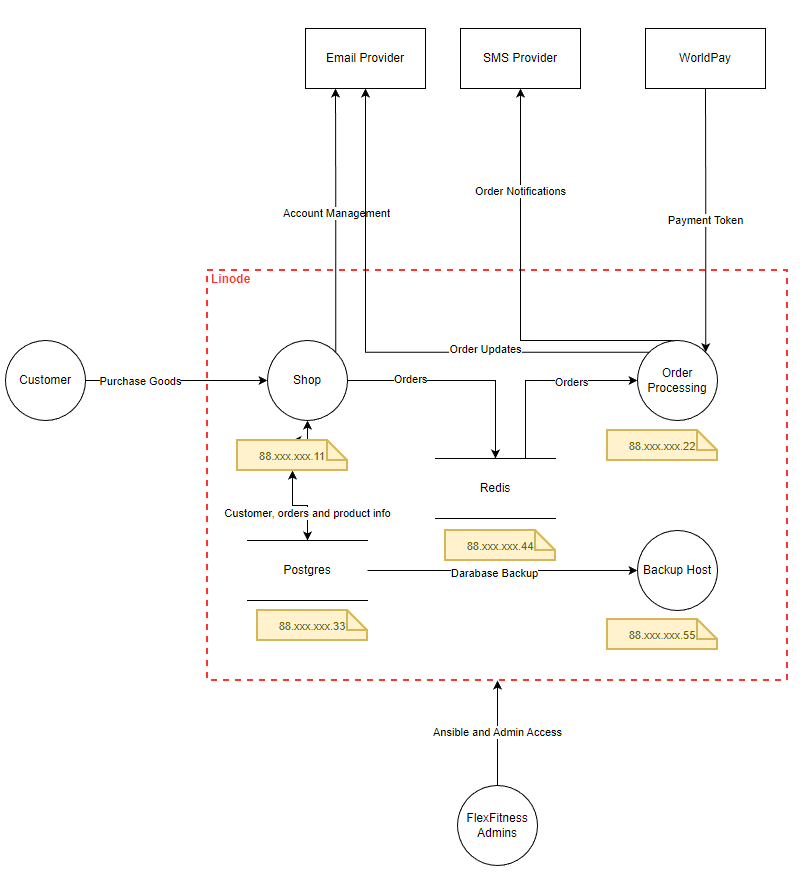 Email Provider
SMS Provider
WorldPay
Order Notifications
Account Management
Payment Token
Linode
Order Updates
Customer
Purchase Goods
Shop
Orders
Orders
Order
Processing
88.xxx.xxx.11
88.xxx.xxx.22
Redis
Customer, orders and product info
88.xxx.xxx.44
Postgres
Darabase Backup
Backup Host
88.xxx.xxx.33
88.xxx.xxx.55
Ansible and Admin Access
FlexFitness
Admins